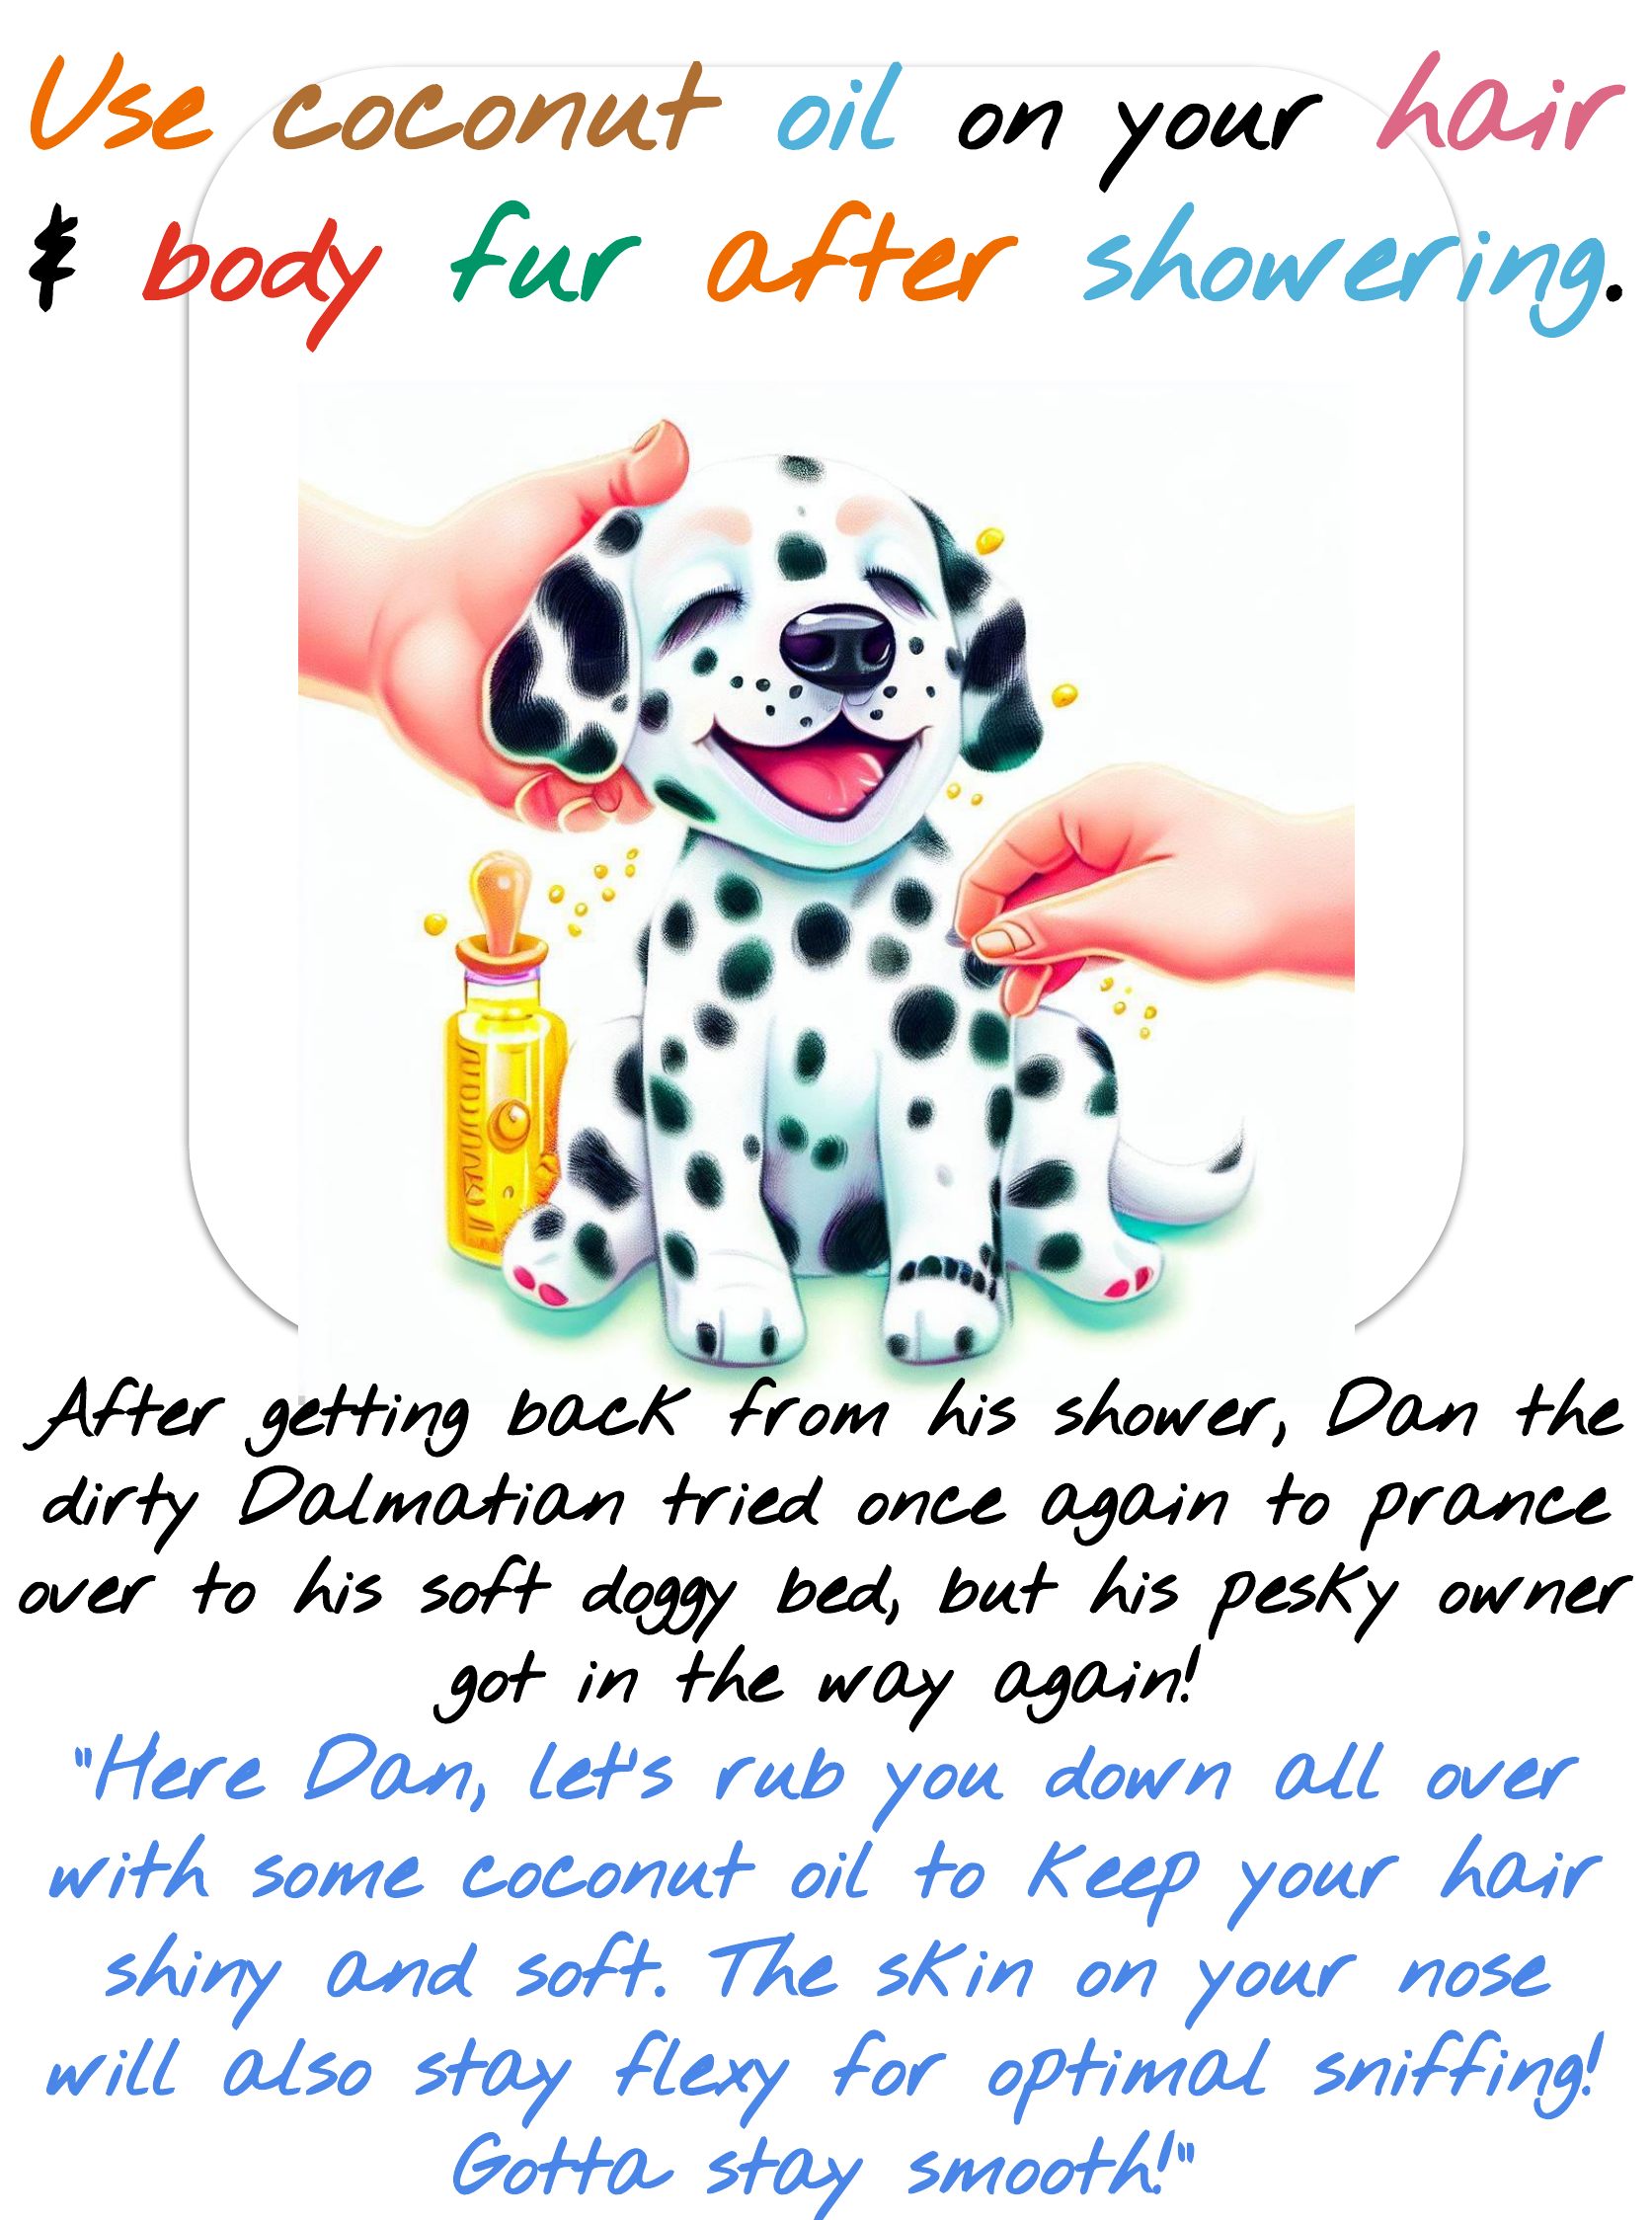 Use coconut oil on your hair
& body fur after showering.
After getting back from his shower, Dan the
dirty Dalmatian tried once again to prance
over to his soft doggy bed, but his pesky owner
got in the way again!
"Here Dan, let's rub you down all over
with some coconut oil to keep your hair
shiny and soft. The skin on your nose
will also stay flexy for optimal sniffing!
Gotta stay smooth!"